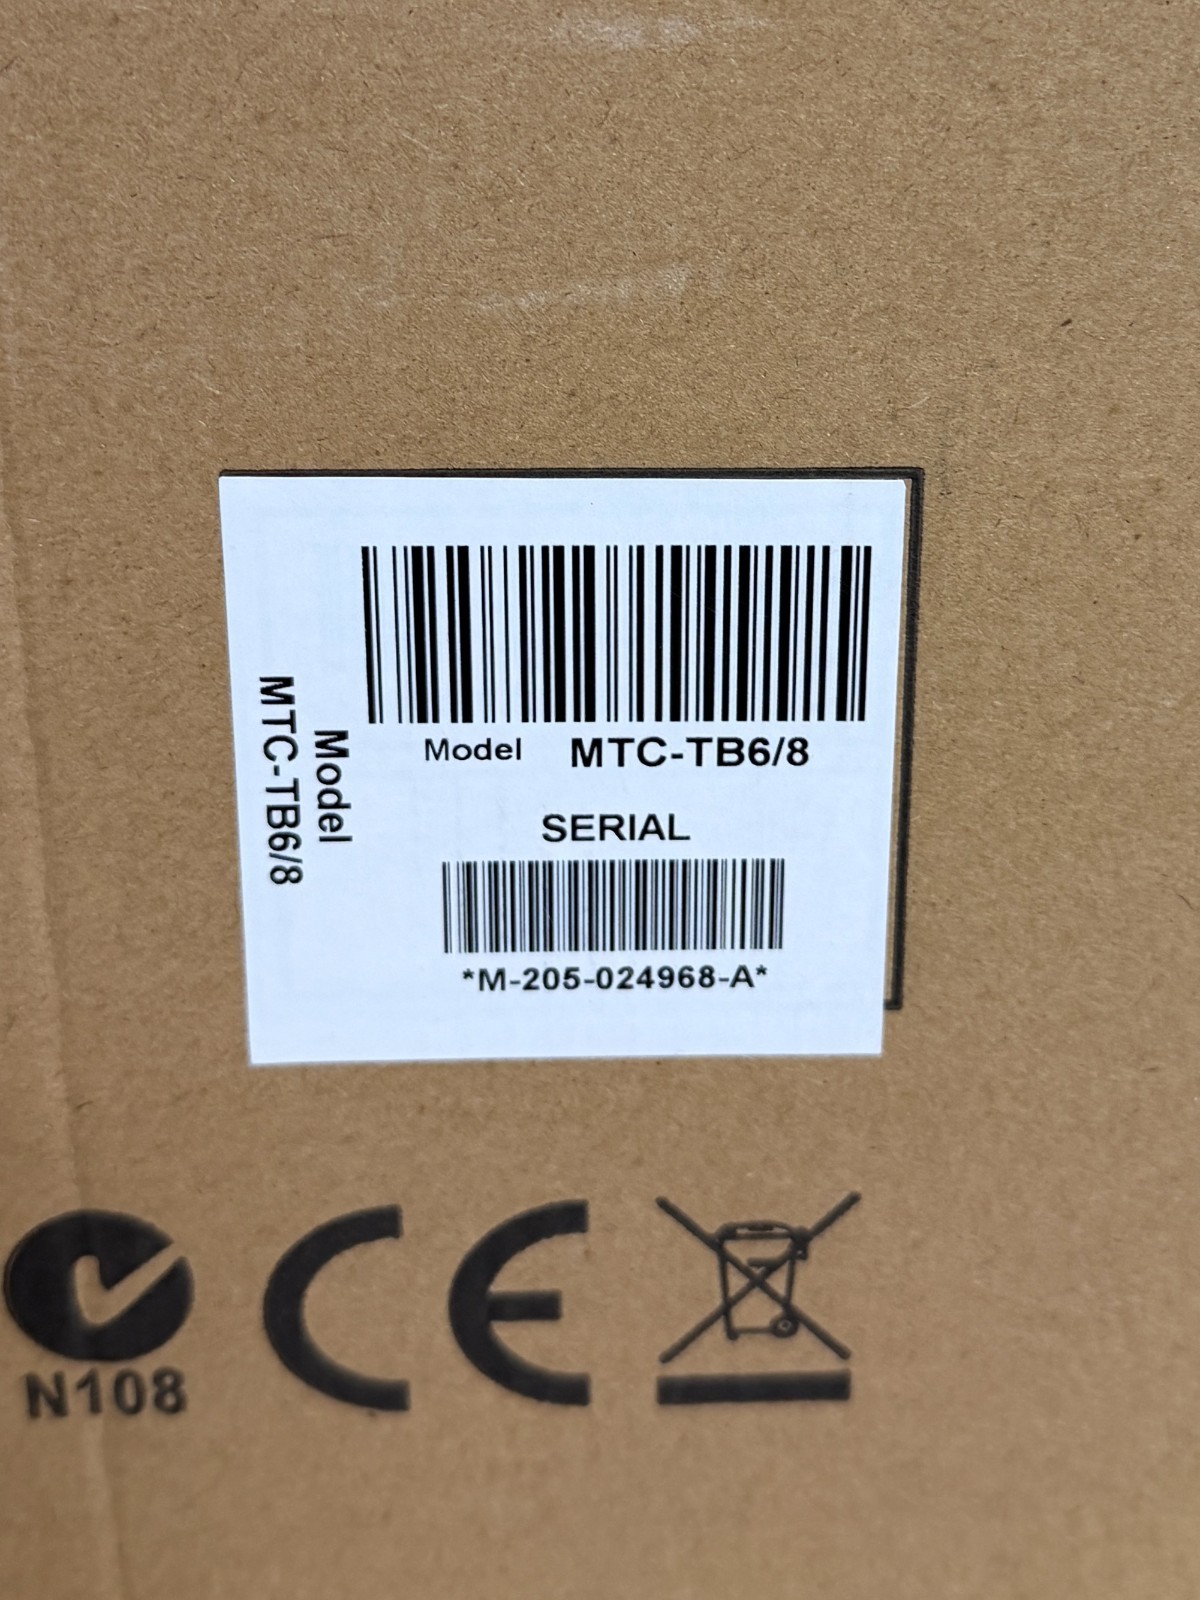 Model MTC-TB6/8
SERIAL
*M-205-024968-A*
Model
MTC-TB6/8
N108
CE